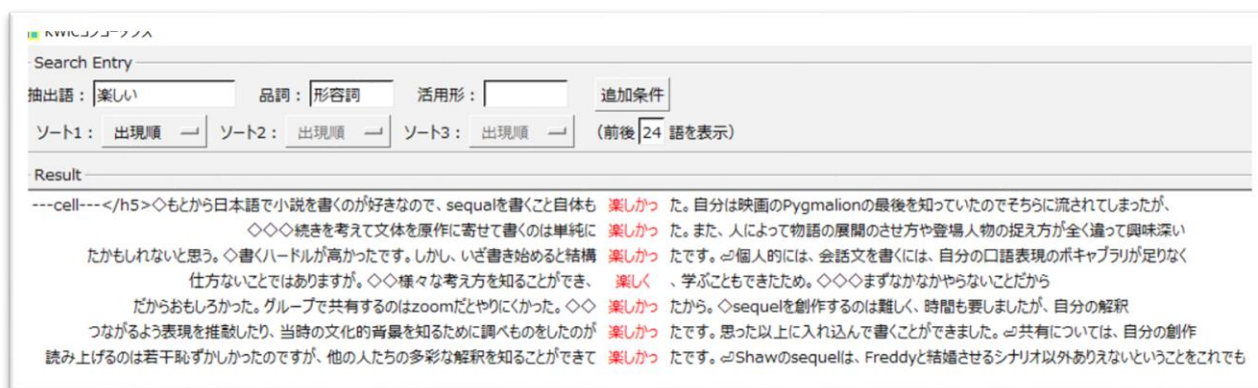 KWICコンコーダンス
Search Entry
抽出語： 楽しい 品詞： 形容詞 活用形： 追加条件
ソート1： 出現順 ソート2： 出現順 ソート3： 出現順 （前後 24 語を表示）
Result
---cell---</h5>◇もとから日本語で小説を書くのが好きなので、sequalを書くこと自体も 楽しかっ た。自分は映画のPygmalionの最後を知っていたのでそちらに流されてしまったが、
◇◇◇続きを考えて文体を原作に寄せて書くのは単純に 楽しかっ た。また、人によって物語の展開のさせ方や登場人物の捉え方が全く違って興味深い
たかもしれないと思う。◇書くハードルが高かったです。しかし、いざ書き始めると結構 楽しかっ たです。⏎個人的には、会話文を書くには、自分の口語表現のボキャブラリが足りなく
仕方ないことではありますが。◇◇様々な考え方を知ることができ、 楽しく 、学ぶこともできたため。◇◇◇まずなかなかやらないことだから
だからおもしろかった。グループで共有するのはzoomだとやりにくかった。◇◇ 楽しかっ たから。◇sequelを創作するのは難しく、時間も要しましたが、自分の解釈
つながるよう表現を推敲したり、当時の文化的背景を知るために調べものをしたのが 楽しかっ たです。思った以上に入れ込んで書くことができました。⏎共有については、自分の創作
読み上げるのは若干恥ずかしかったのですが、他の人たちの多彩な解釈を知ることができて 楽しかっ たです。⏎Shawのsequelは、Freddyと結婚させるシナリオ以外ありえないということをこれでも